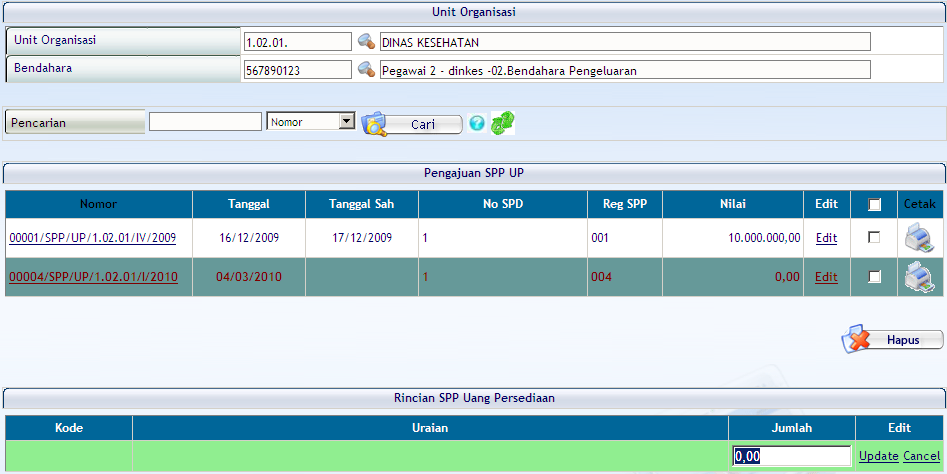 Unit Organisasi
Unit Organisasi 1.02.01. DINAS KESEHATAN
Bendahara 567890123 Pegawai 2 - dinkes -02.Bendahara Pengeluaran
Pencarian Nomor Cari ?
Pengajuan SPP UP
Nomor Tanggal Tanggal Sah No SPD Reg SPP Nilai Edit Cetak
00001/SPP/UP/1.02.01/IV/2009 16/12/2009 17/12/2009 1 001 10.000.000,00 Edit
00004/SPP/UP/1.02.01/I/2010 04/03/2010 1 004 0,00 Edit
Hapus
Rincian SPP Uang Persediaan
Kode Uraian Jumlah Edit
0,00 Update Cancel